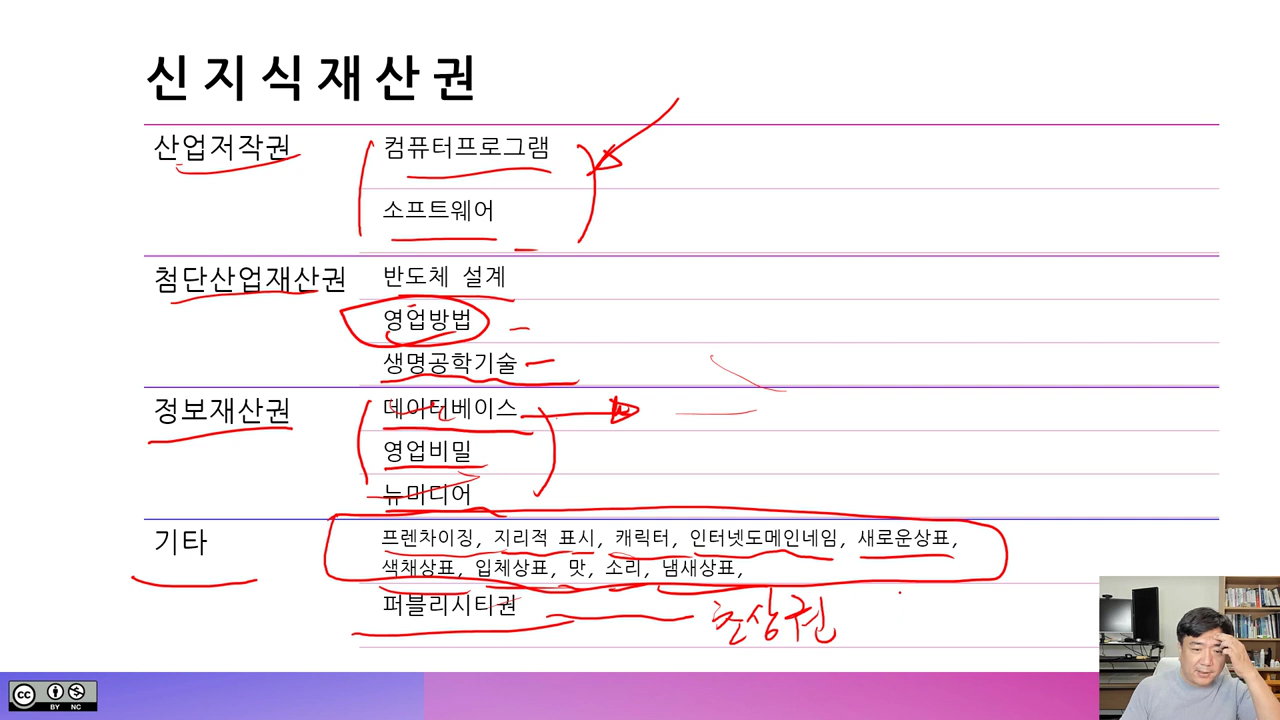 신지식재산권
산업저작권 컴퓨터프로그램
소프트웨어
첨단산업재산권 반도체 설계
영업방법
생명공학기술
정보재산권 데이터베이스
영업비밀
뉴미디어
기타 프렌차이징, 지리적 표시, 캐릭터, 인터넷도메인네임, 새로운상표,
색채상표, 입체상표, 맛, 소리, 냄새상표,
퍼블리시티권 초상권
CC BY NC